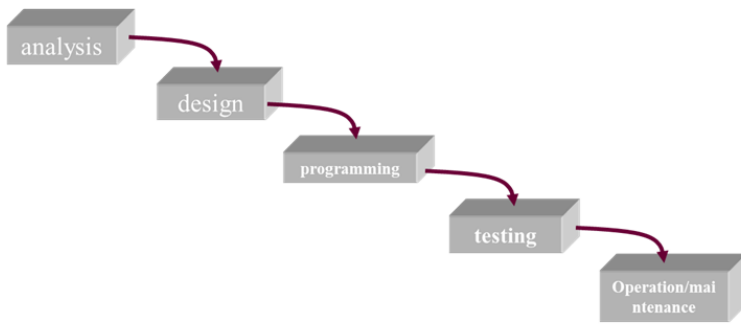 analysis
design
programming
testing
Operation/mai
ntenance